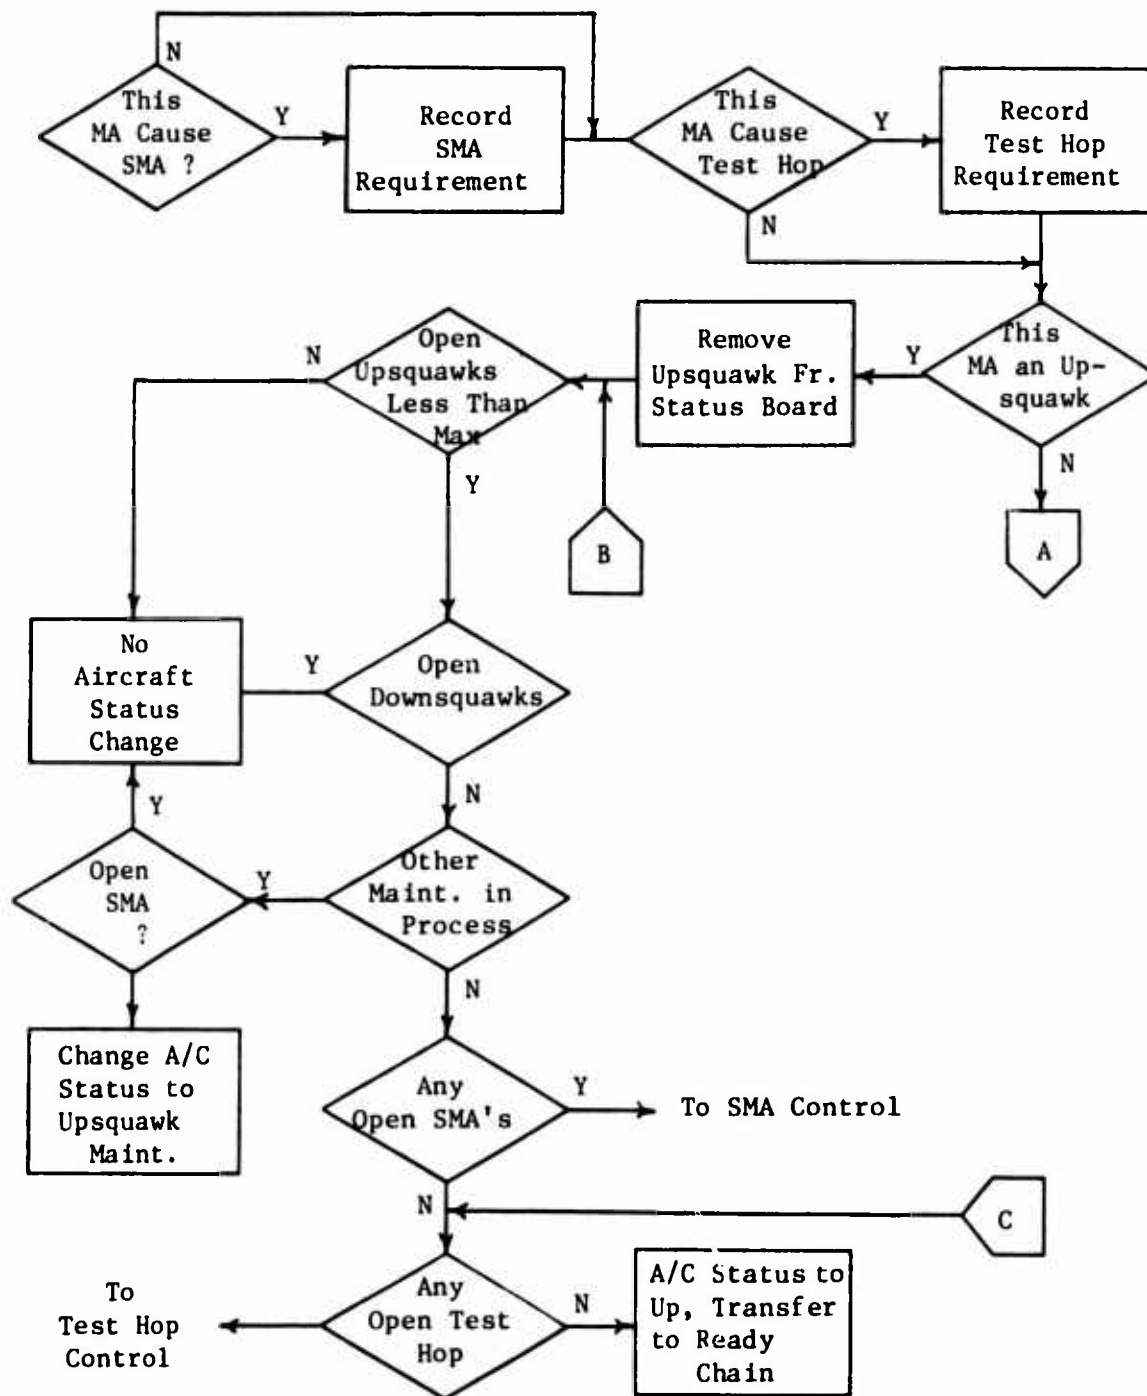 N
This
MA Cause
SMA ?
Y
Record
SMA
Requirement
This
MA Cause
Test Hop
Y
Record
Test Hop
Requirement
N
This
MA an Up-
squawk
Y
N
A
Remove
Upsquawk Fr.
Status Board
B
Open
Upsquawks
Less Than
Max
N
Y
No
Aircraft
Status
Change
Y
Open
Downsquawks
N
Y
Open
SMA
?
Y
Other
Maint. in
Process
N
Change A/C
Status to
Upsquawk
Maint.
Any
Open SMA's
Y
To SMA Control
N
C
To
Test Hop
Control
Any
Open Test
Hop
N
A/C Status to
Up, Transfer
to Ready
Chain